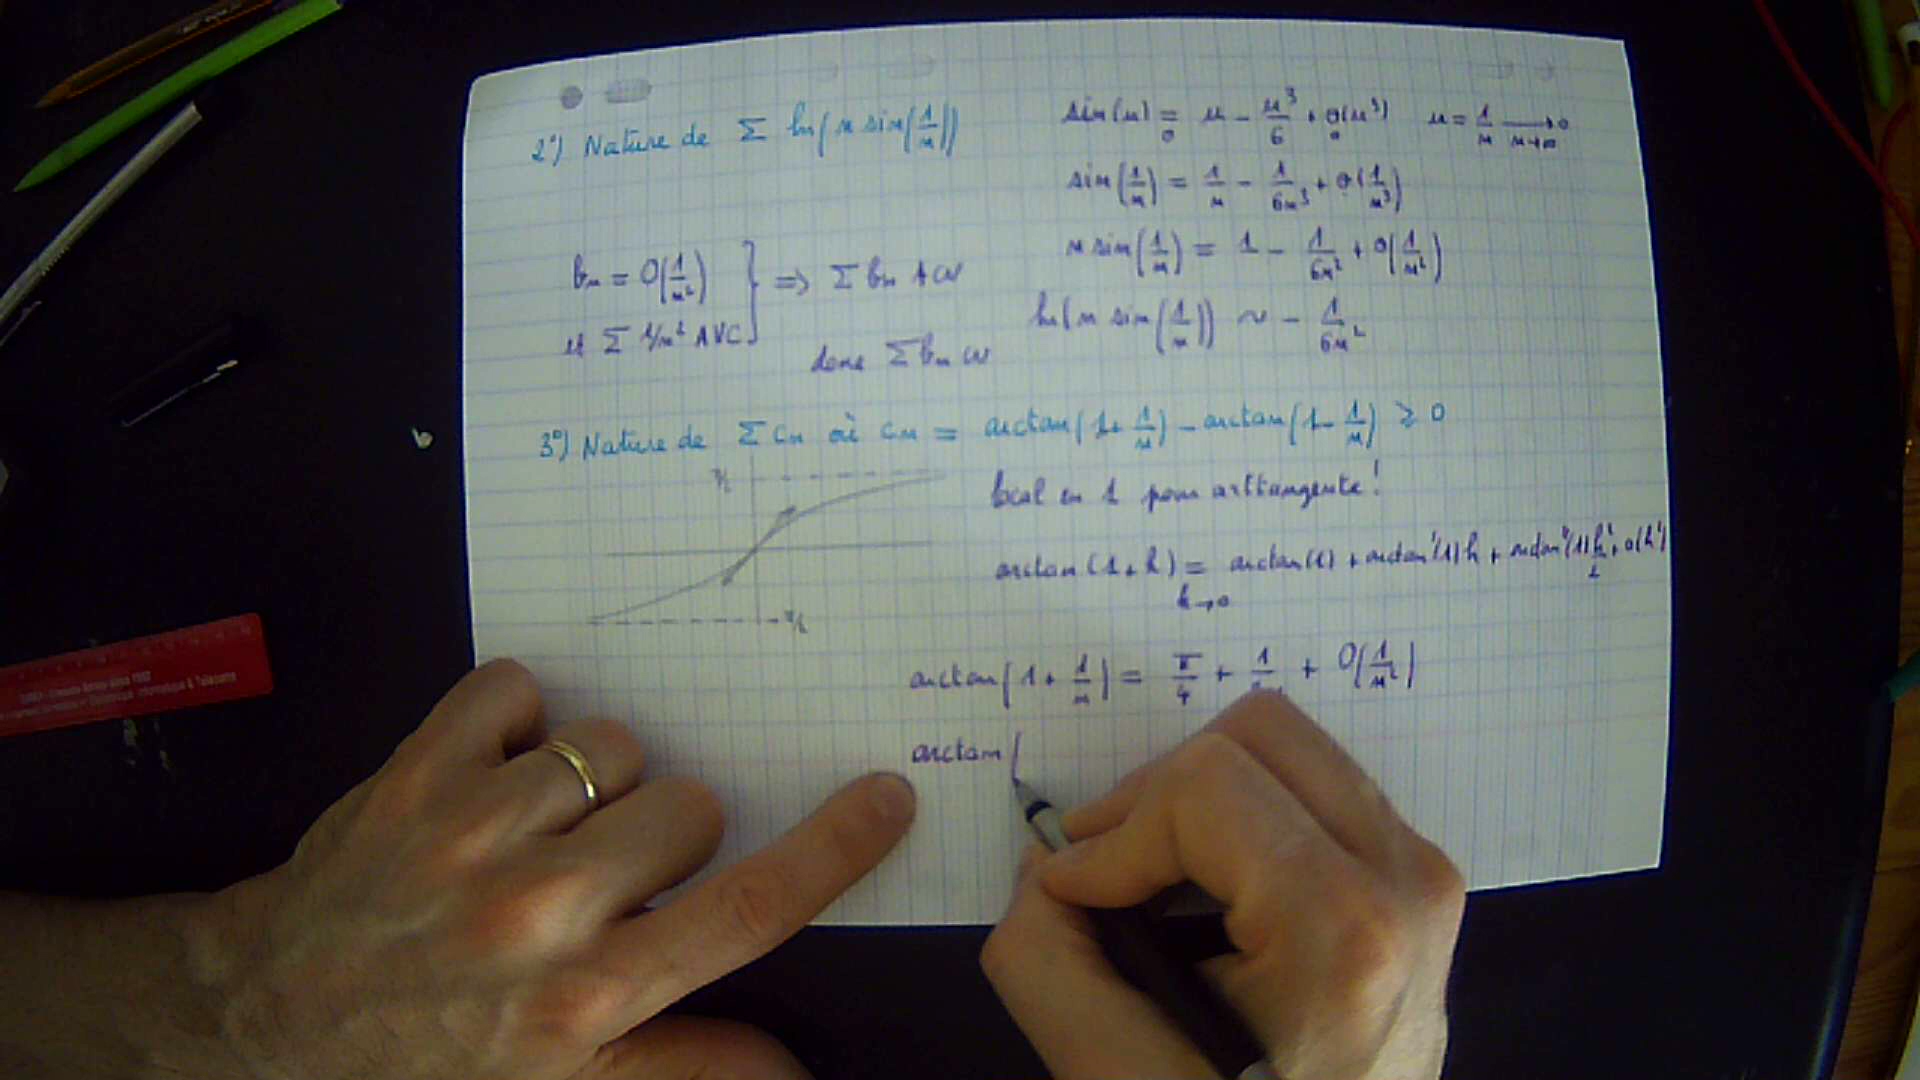 2°) Nature de Σ ln(n sin(1/n))
sin(u) =₀ u - u³/6 + o₀(u³) u = 1/n ⟶ 0 n→∞
sin(1/n) = 1/n - 1/6n³ + o(1/n³)
n sin(1/n) = 1 - 1/6n² + o(1/n²)
ln(n sin(1/n)) ~ - 1/6n²
bn = O(1/n²) } ⇒ Σ bn ACV
et Σ 1/n² AVC
donc Σ bn CV
3°) Nature de Σ Cn où Cn = arctan(1+ 1/n) - arctan(1- 1/n) ≥ 0
π/2
-π/2
local en 1 pour arctangente !
arctan(1+h) = arctan(1) + arctan'(1)h + arctan''(1)h²/2 + o(h²)
h→0
arctan(1 + 1/n) = π/4 + 1/ + O(1/n²)
arctan(